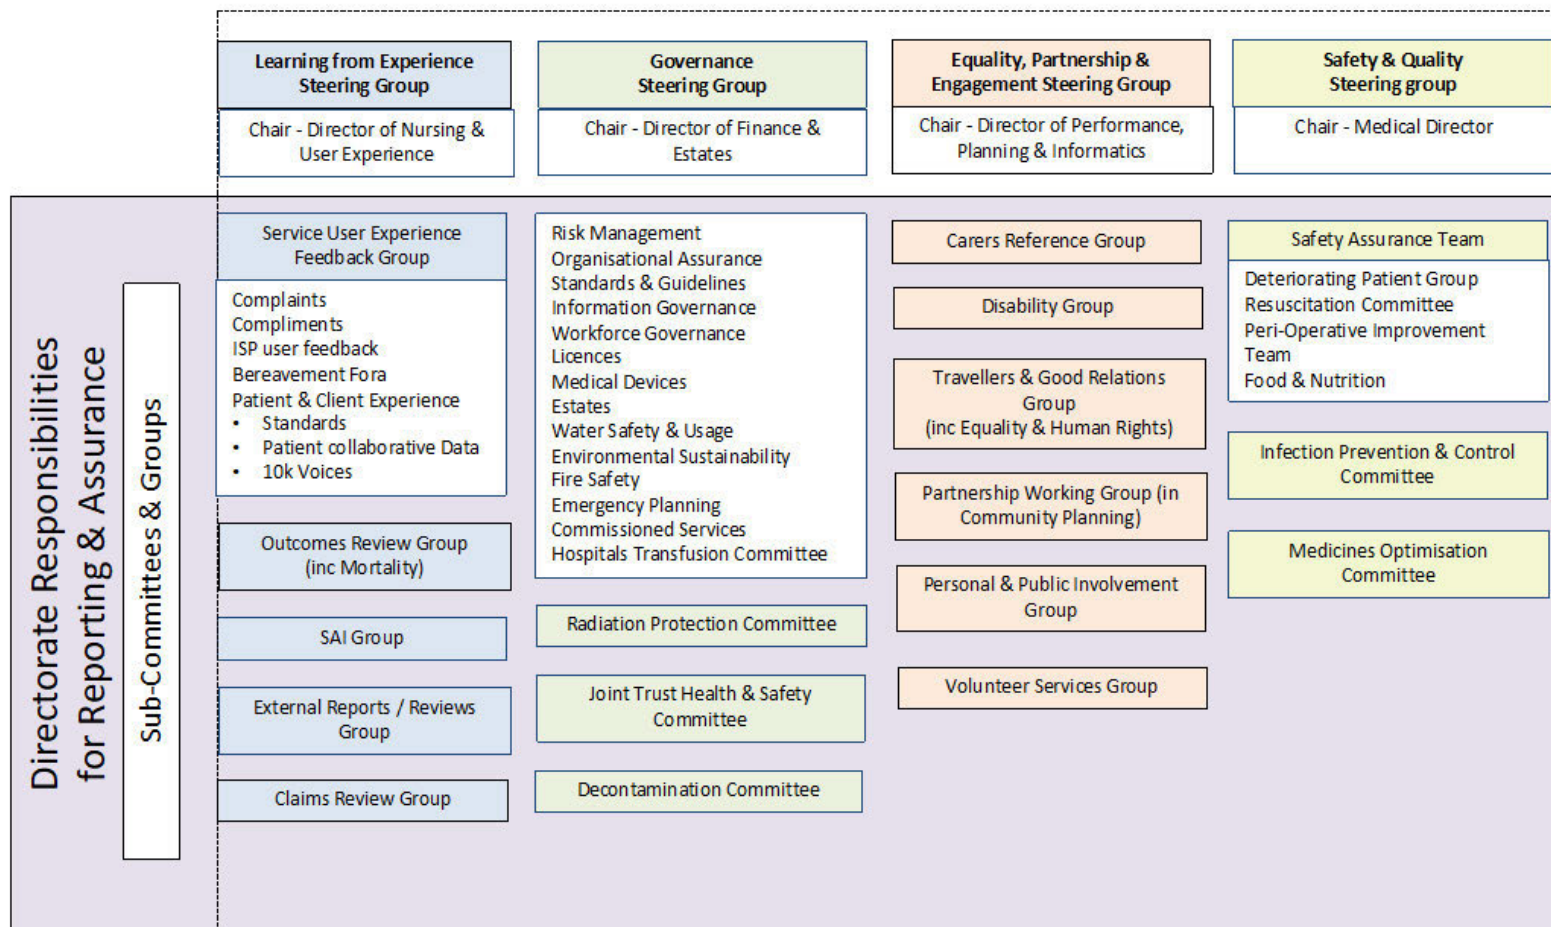 Learning from Experience
Steering Group
Chair - Director of Nursing &
User Experience
Governance
Steering Group
Chair - Director of Finance &
Estates
Equality, Partnership &
Engagement Steering Group
Chair - Director of Performance,
Planning & Informatics
Safety & Quality
Steering group
Chair - Medical Director
Directorate Responsibilities
for Reporting & Assurance
Sub-Committees & Groups
Service User Experience
Feedback Group
Complaints
Compliments
ISP user feedback
Bereavement Fora
Patient & Client Experience
• Standards
• Patient collaborative Data
• 10k Voices
Outcomes Review Group
(inc Mortality)
SAI Group
External Reports / Reviews
Group
Claims Review Group
Risk Management
Organisational Assurance
Standards & Guidelines
Information Governance
Workforce Governance
Licences
Medical Devices
Estates
Water Safety & Usage
Environmental Sustainability
Fire Safety
Emergency Planning
Commissioned Services
Hospitals Transfusion Committee
Radiation Protection Committee
Joint Trust Health & Safety
Committee
Decontamination Committee
Carers Reference Group
Disability Group
Travellers & Good Relations
Group
(inc Equality & Human Rights)
Partnership Working Group (in
Community Planning)
Personal & Public Involvement
Group
Volunteer Services Group
Safety Assurance Team
Deteriorating Patient Group
Resuscitation Committee
Peri-Operative Improvement
Team
Food & Nutrition
Infection Prevention & Control
Committee
Medicines Optimisation
Committee